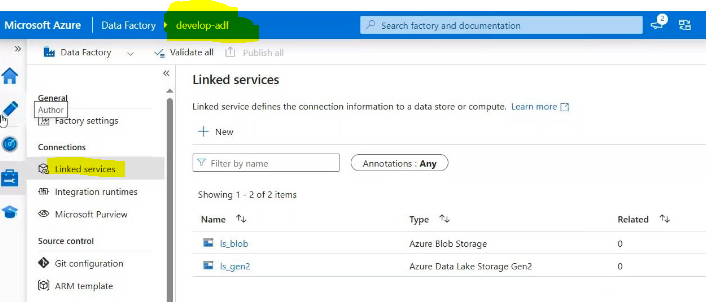 Microsoft Azure Data Factory develop-adf Search factory and documentation 2
Data Factory Validate all Publish all
General
Author
Factory settings
Connections
Linked services
Integration runtimes
Microsoft Purview
Source control
Git configuration
ARM template
Linked services
Linked service defines the connection information to a data store or compute. Learn more
New
Filter by name Annotations : Any
Showing 1 - 2 of 2 items
Name Type Related
ls_blob Azure Blob Storage 0
ls_gen2 Azure Data Lake Storage Gen2 0